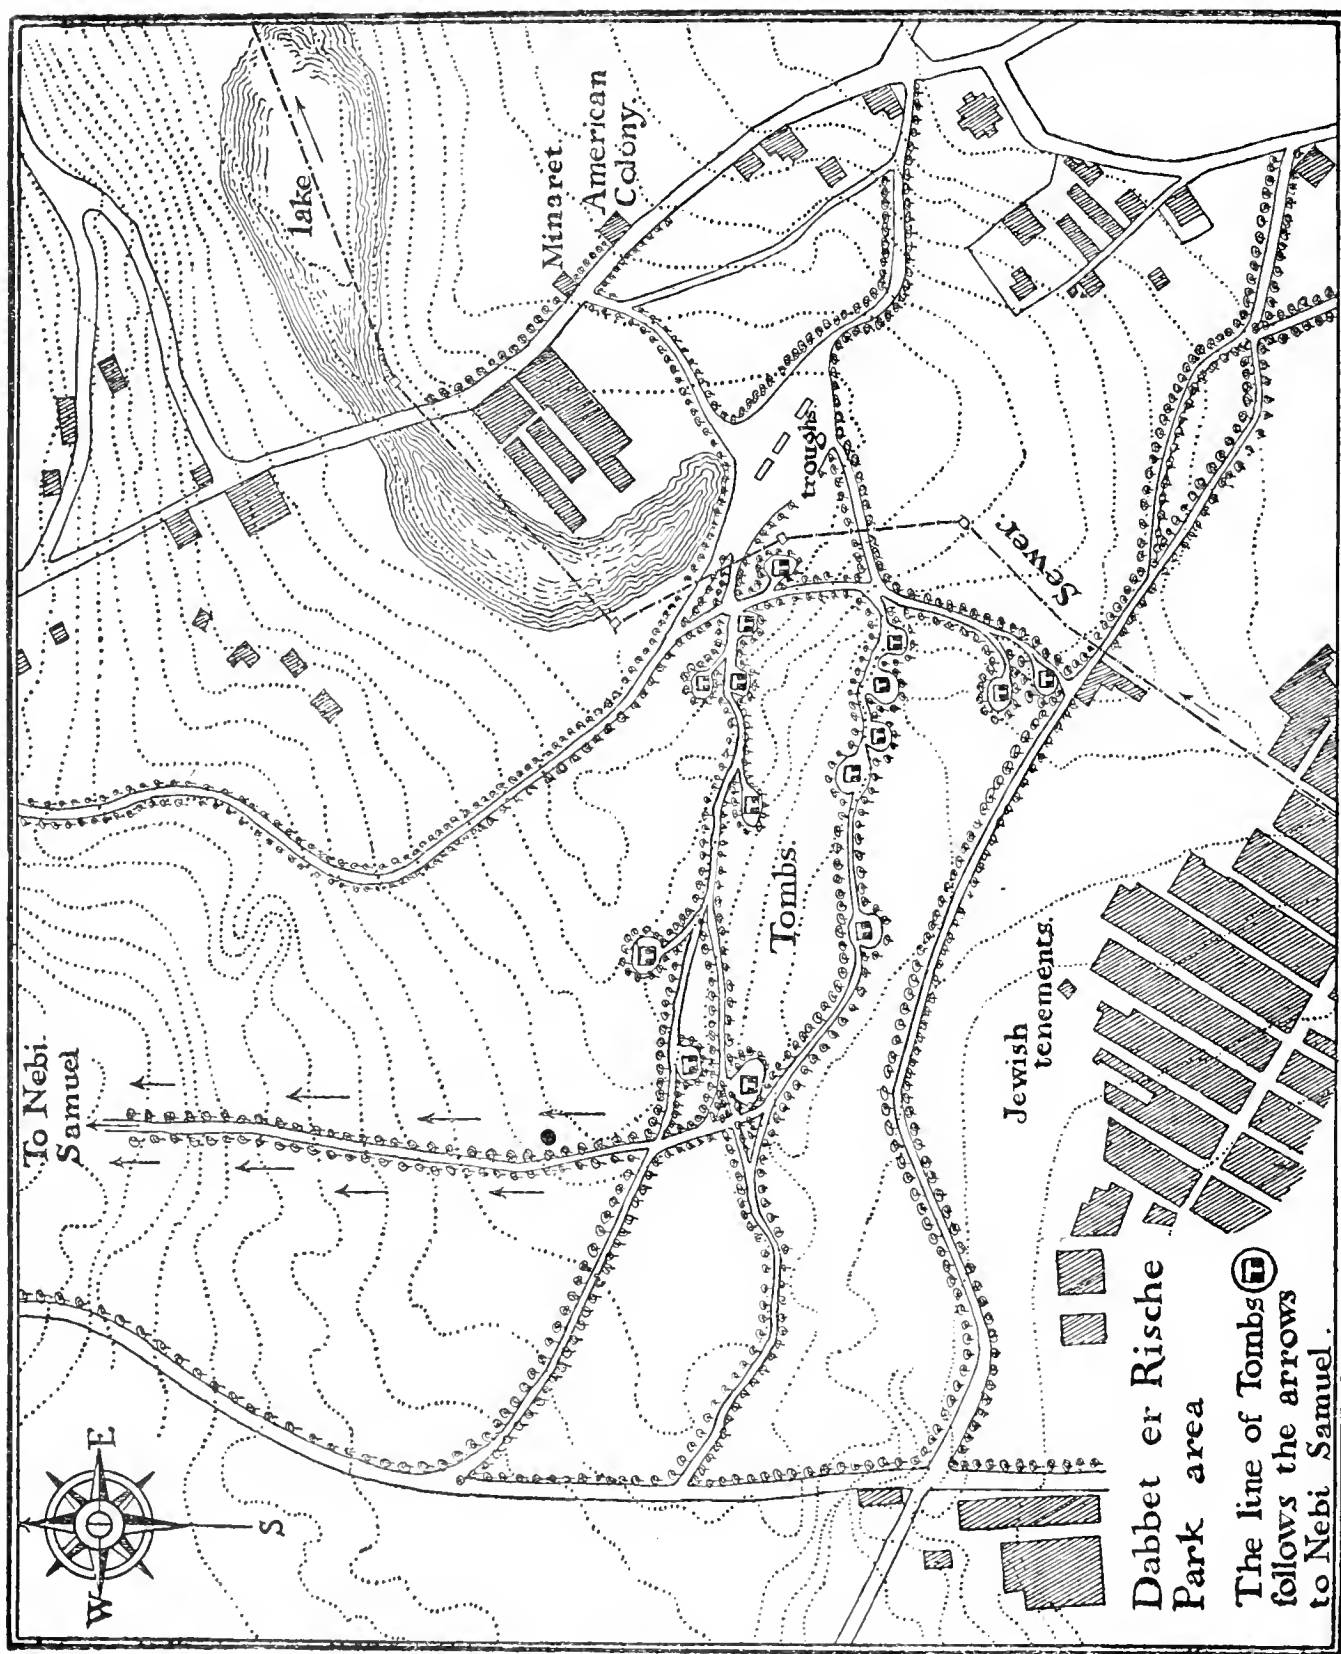 To Nebi.
Samuel
lake
Minaret.
American
Colony.
troughs
Sewer.
Tombs.
Jewish
tenements.
W
E
S
Dabbet er Rische
Park area
The line of Tombs
follows the arrows
to Nebi Samuel.